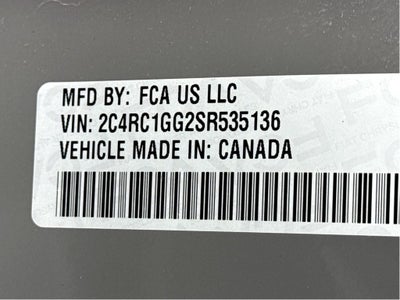 MFD BY: FCA US LLC
VIN: 2C4RC1GG2SR535136
VEHICLE MADE IN: CANADA